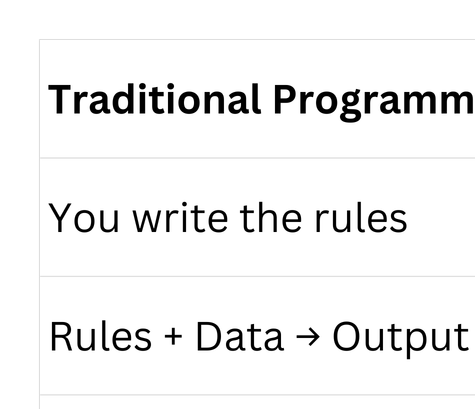 Traditional Programm
You write the rules
Rules + Data → Output